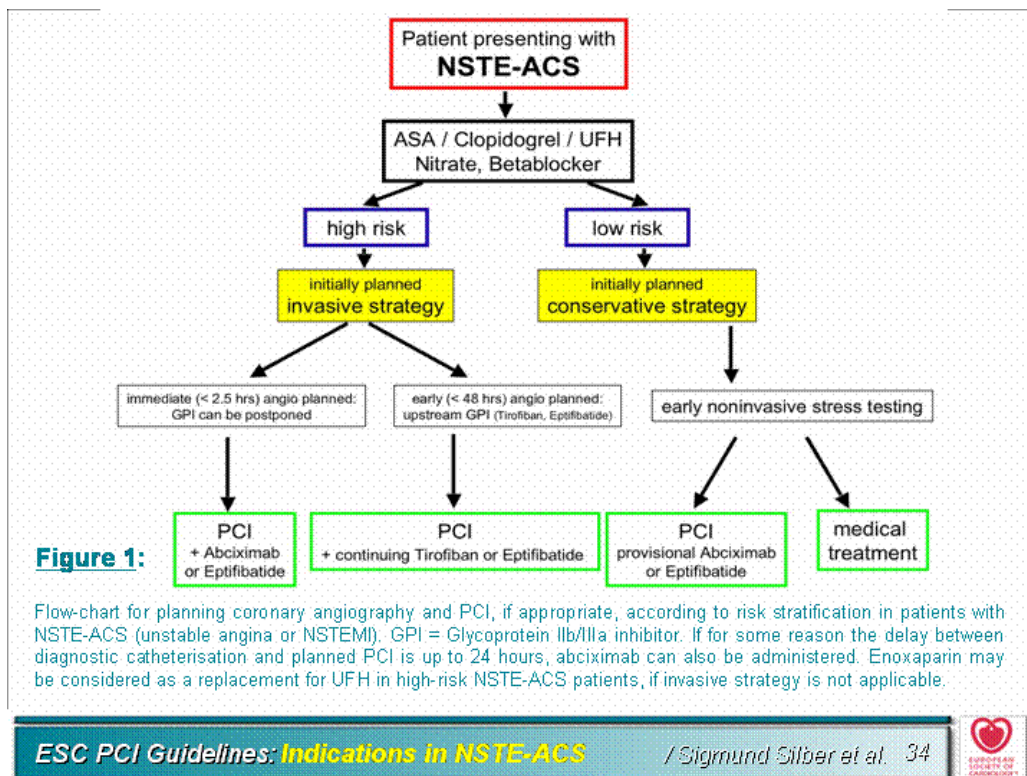 Patient presenting with
NSTE-ACS
ASA / Clopidogrel / UFH
Nitrate, Betablocker
high risk
low risk
initially planned
invasive strategy
initially planned
conservative strategy
immediate (< 2.5 hrs) angio planned:
GPI can be postponed
early (< 48 hrs) angio planned:
upstream GPI (Tirofiban, Eptifibatide)
early noninvasive stress testing
PCI
+ Abciximab
or Eptifibatide
PCI
+ continuing Tirofiban or Eptifibatide
PCI
provisional Abciximab
or Eptifibatide
medical
treatment
Figure 1:
Flow-chart for planning coronary angiography and PCI, if appropriate, according to risk stratification in patients with
NSTE-ACS (unstable angina or NSTEMI). GPI = Glycoprotein IIb/IIIa inhibitor. If for some reason the delay between
diagnostic catheterisation and planned PCI is up to 24 hours, abciximab can also be administered. Enoxaparin may
be considered as a replacement for UFH in high-risk NSTE-ACS patients, if invasive strategy is not applicable.
ESC PCI Guidelines: Indications in NSTE-ACS / Sigmund Silber et al. 34
EUROPEAN
SOCIETY OF
CARDIOLOGY